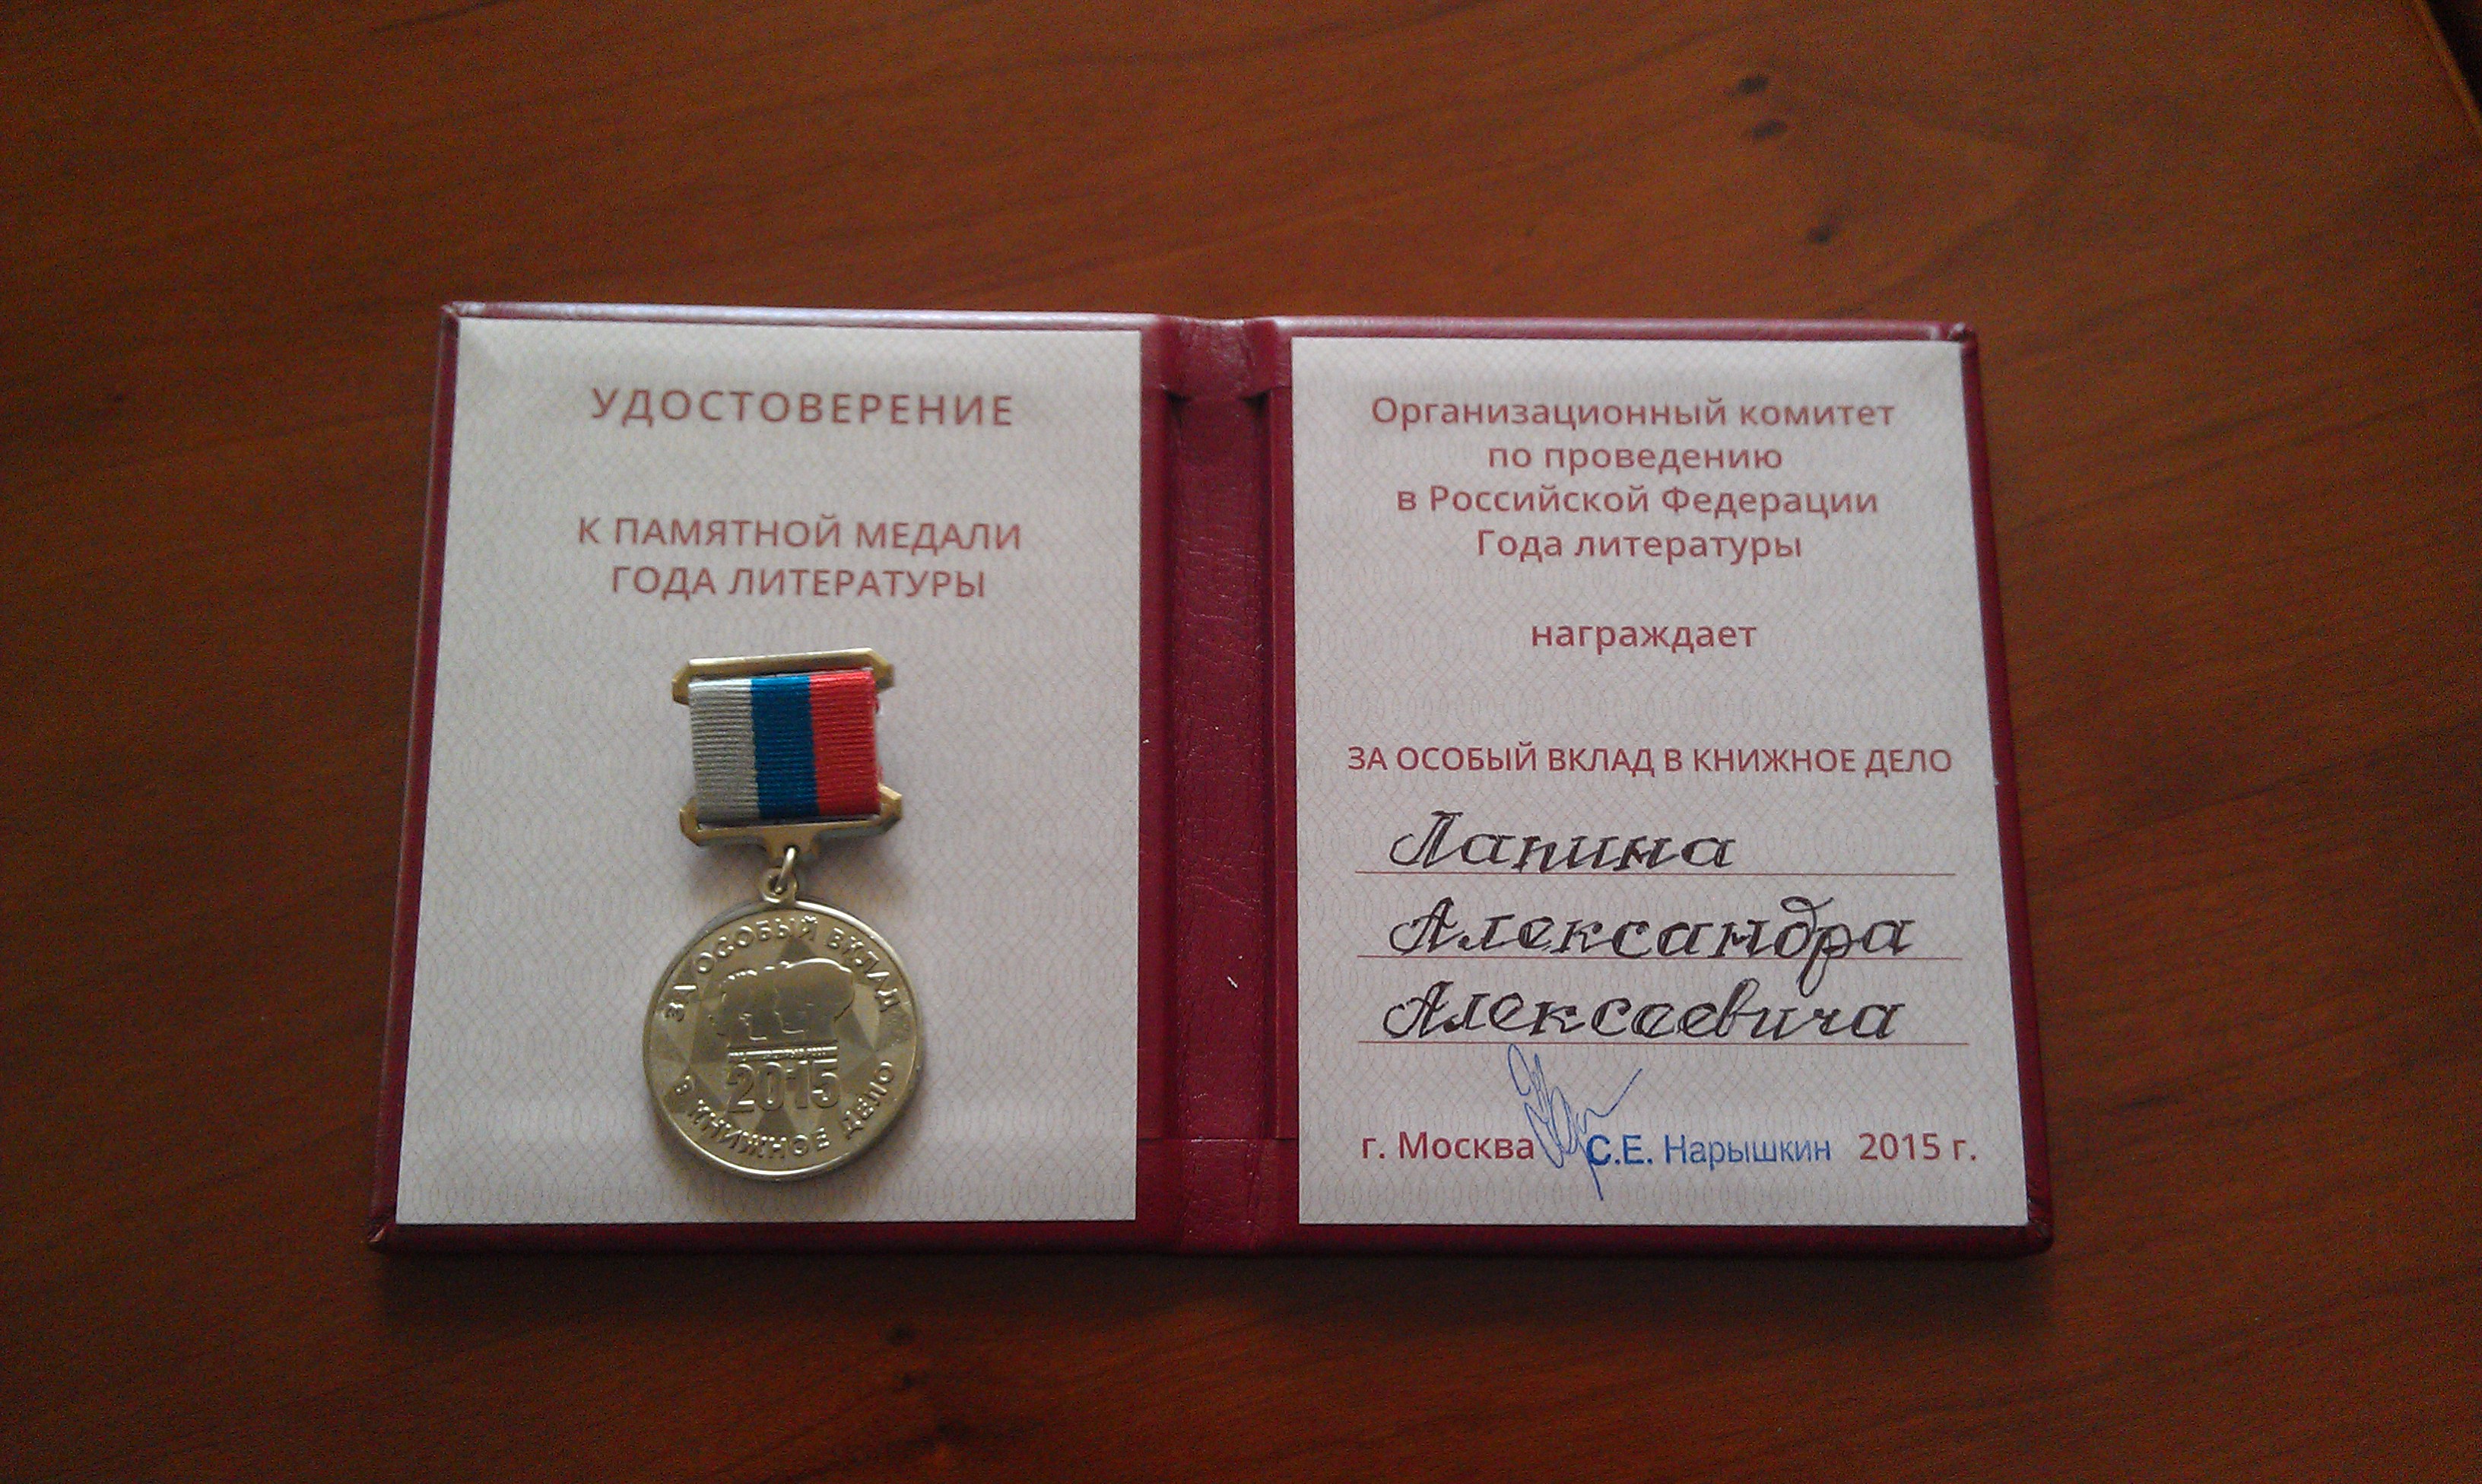 УДОСТОВЕРЕНИЕ
К ПАМЯТНОЙ МЕДАЛИ
ГОДА ЛИТЕРАТУРЫ
ЗА ОСОБЫЙ ВКЛАД
2015
В КНИЖНОЕ ДЕЛО
Организационный комитет
по проведению
в Российской Федерации
Года литературы
награждает
ЗА ОСОБЫЙ ВКЛАД В КНИЖНОЕ ДЕЛО
Лапина
Александра
Алексеевича
г. Москва С.Е. Нарышкин 2015 г.